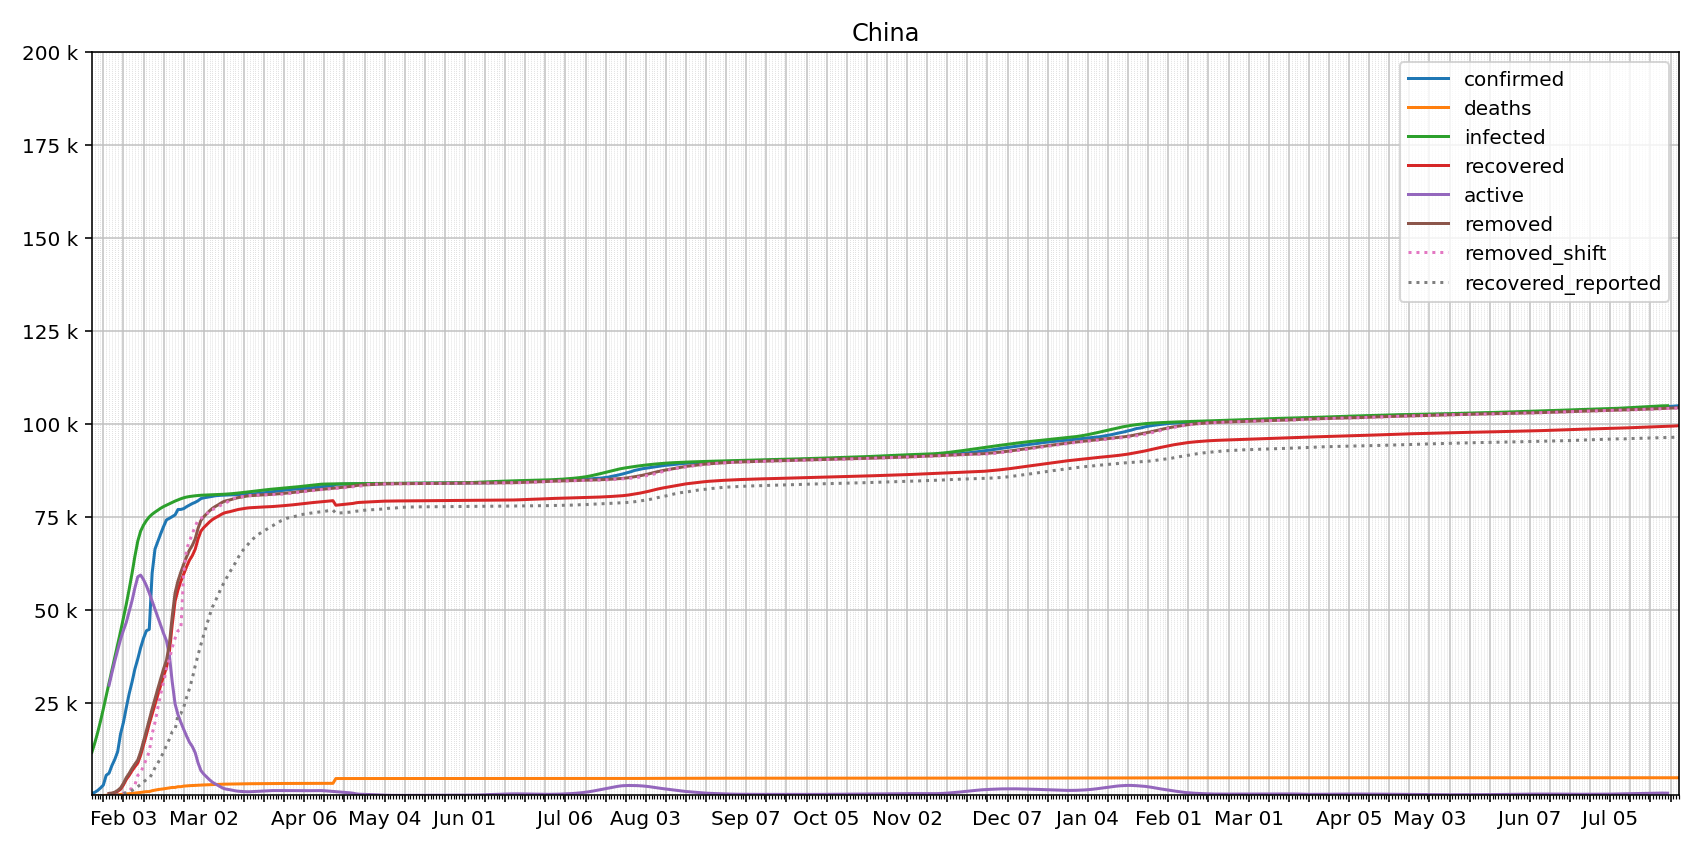 China
200 k
175 k
150 k
125 k
100 k
75 k
50 k
25 k
confirmed
deaths
infected
recovered
active
removed
removed_shift
recovered_reported
Feb 03 Mar 02 Apr 06 May 04 Jun 01 Jul 06 Aug 03 Sep 07 Oct 05 Nov 02 Dec 07 Jan 04 Feb 01 Mar 01 Apr 05 May 03 Jun 07 Jul 05